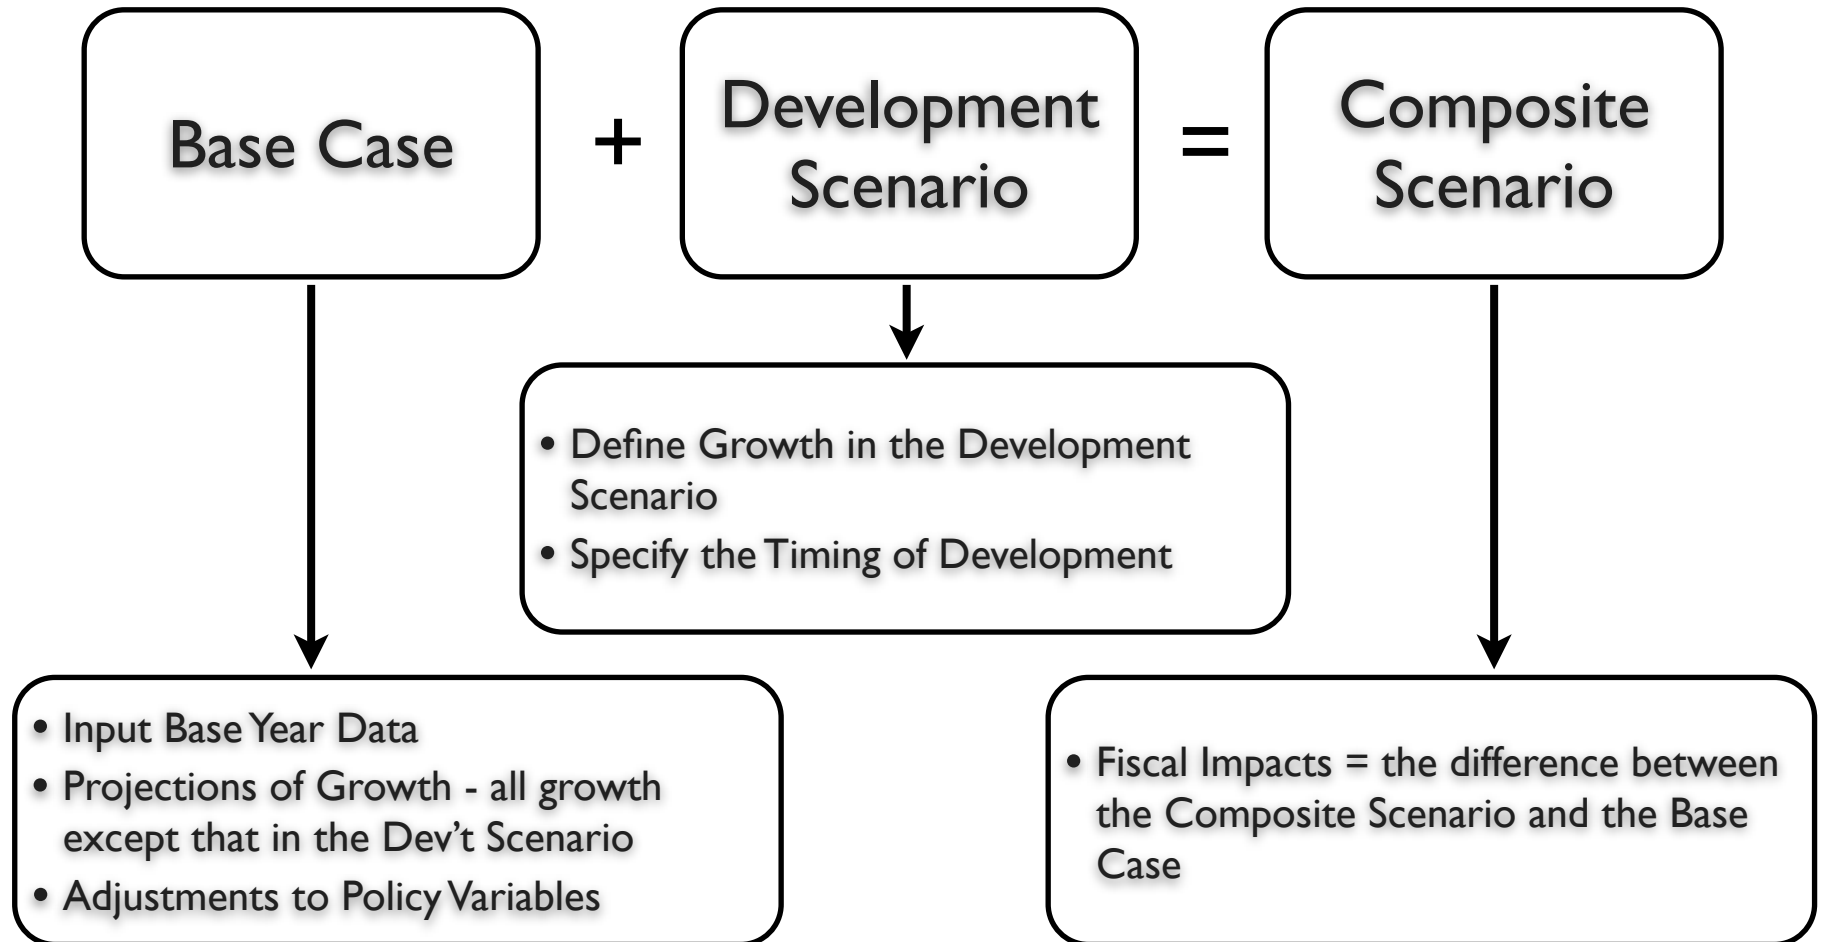 Base Case
+
Development
Scenario
=
Composite
Scenario
• Define Growth in the Development
Scenario
• Specify the Timing of Development
• Input Base Year Data
• Projections of Growth - all growth
except that in the Dev’t Scenario
• Adjustments to Policy Variables
• Fiscal Impacts = the difference between
the Composite Scenario and the Base
Case